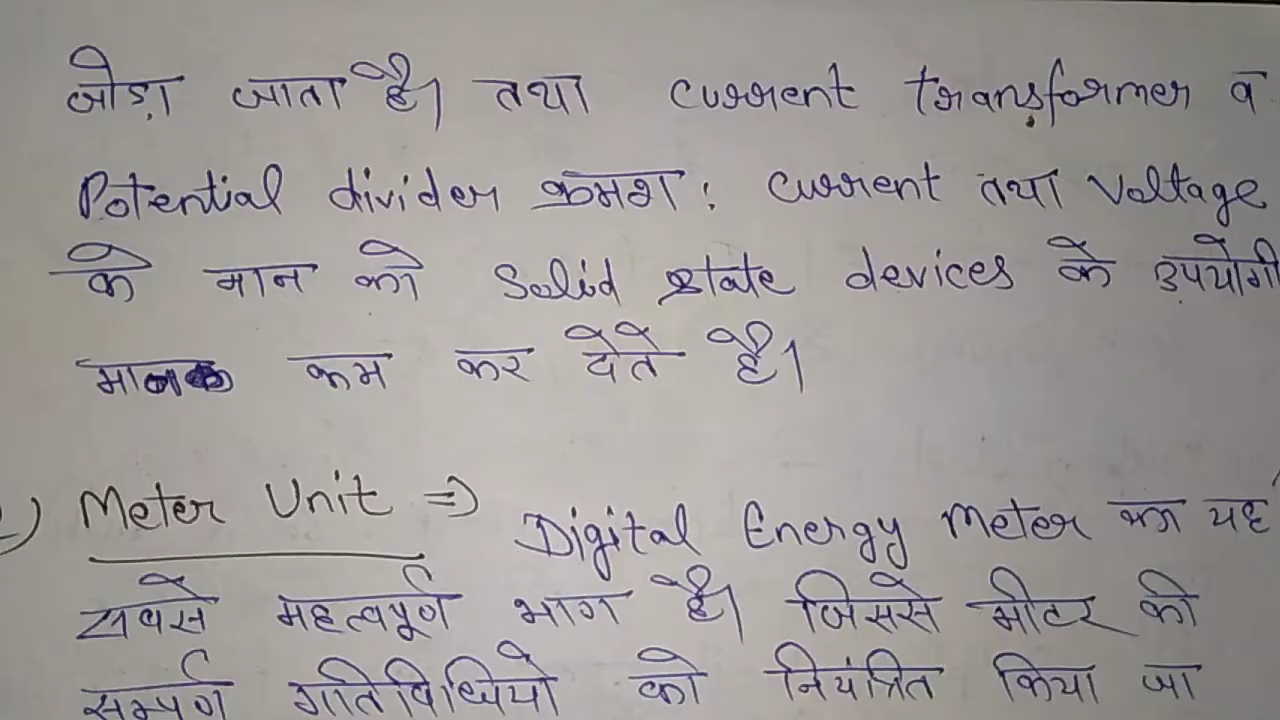 जोड़ा जाता है। तथा current transformer व
Potential divider क्रमश: current तथा Voltage
के मान को Solid state devices के उपयोगी
कम कर देते है।
Meter Unit => Digital Energy Meter का यह
सबसे महत्वपूर्ण भाग है। जिससे मीटर की
सम्पूर्ण गतिविधियो को नियंत्रित किया जा